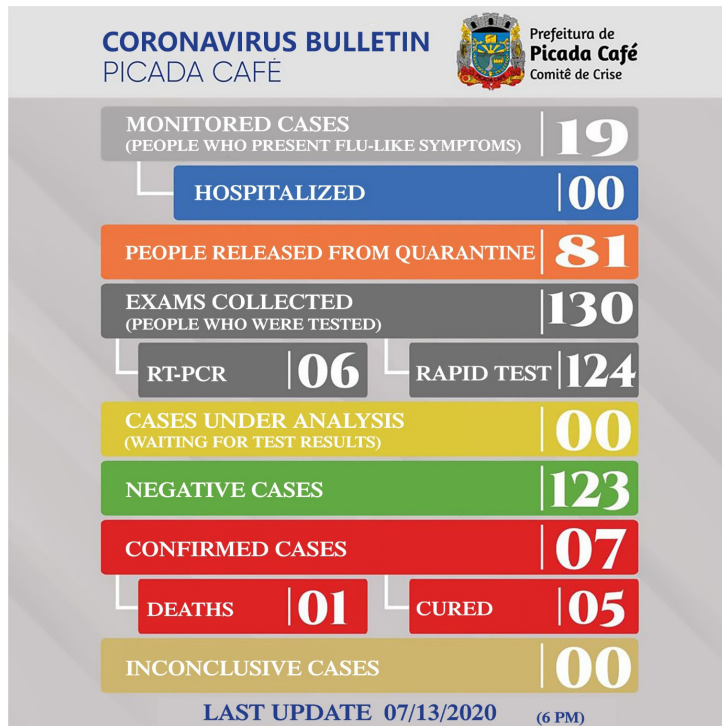 CORONAVIRUS BULLETIN
PICADA CAFÉ
Prefeitura de
Picada Café
Comitê de Crise
MONITORED CASES
(PEOPLE WHO PRESENT FLU-LIKE SYMPTOMS)
19
HOSPITALIZED
00
PEOPLE RELEASED FROM QUARANTINE
81
EXAMS COLLECTED
(PEOPLE WHO WERE TESTED)
130
RT-PCR
06
RAPID TEST
124
CASES UNDER ANALYSIS
(WAITING FOR TEST RESULTS)
00
NEGATIVE CASES
123
CONFIRMED CASES
07
DEATHS
01
CURED
05
INCONCLUSIVE CASES
00
LAST UPDATE 07/13/2020 (6 PM)